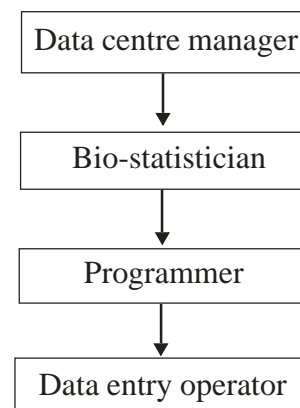 Data centre manager
Bio-statistician
Programmer
Data entry operator